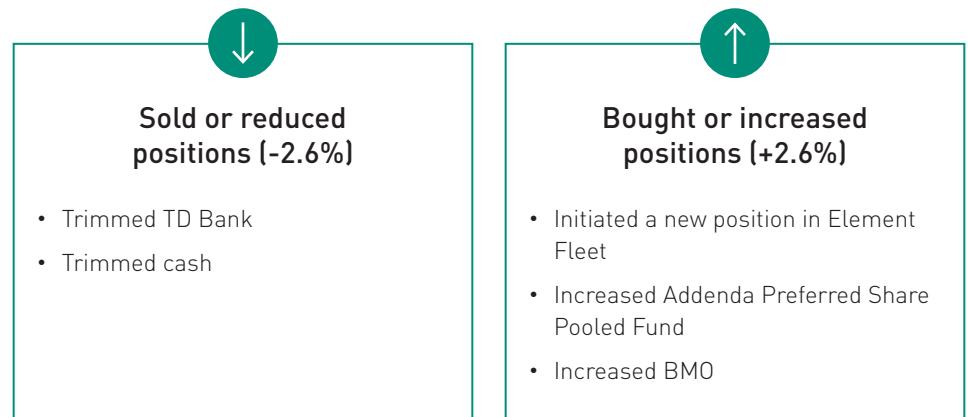 Sold or reduced
positions (-2.6%)
• Trimmed TD Bank
• Trimmed cash
Bought or increased
positions (+2.6%)
• Initiated a new position in Element
Fleet
• Increased Addenda Preferred Share
Pooled Fund
• Increased BMO